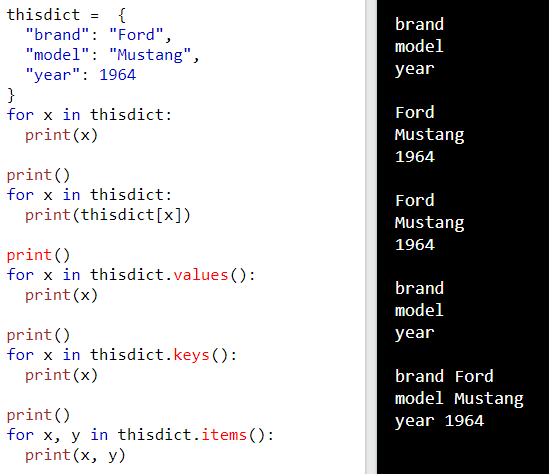 thisdict =  {
  "brand": "Ford",
  "model": "Mustang",
  "year": 1964
}
for x in thisdict:
  print(x)

print()
for x in thisdict:
  print(thisdict[x])

print()
for x in thisdict.values():
  print(x)

print()
for x in thisdict.keys():
  print(x)

print()
for x, y in thisdict.items():
  print(x, y)

brand
model
year

Ford
Mustang
1964

Ford
Mustang
1964

brand
model
year

brand Ford
model Mustang
year 1964